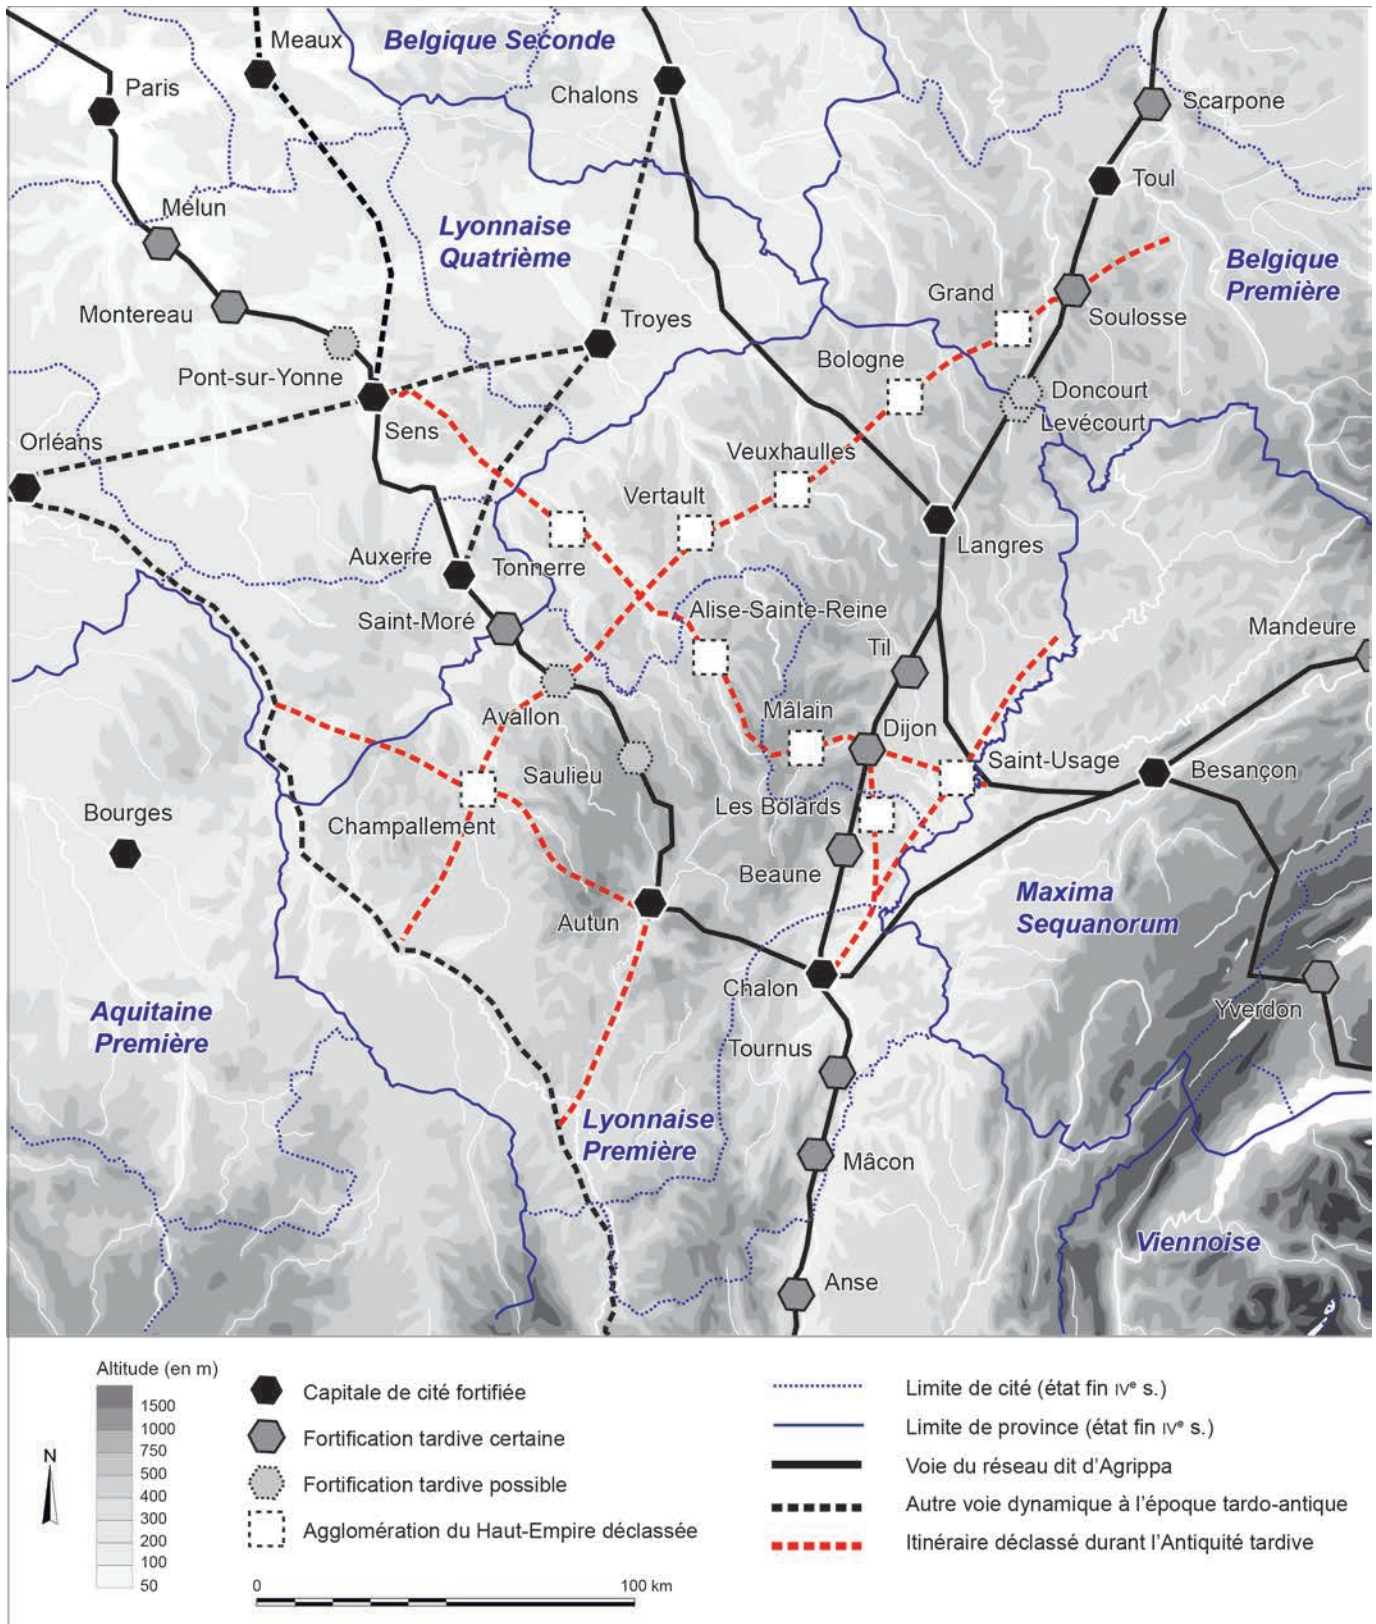 Meaux
Belgique Seconde
Paris
Chalons
Scarpone
Toul
Mélun
Lyonnaise
Quatrième
Belgique
Première
Montereau
Grand
Soulosse
Troyes
Bologne
Pont-sur-Yonne
Doncourt
Levécourt
Orléans
Sens
Veuxhaulles
Vertault
Langres
Auxerre
Tonnerre
Alise-Sainte-Reine
Saint-Moré
Mandeure
Til
Avallon
Mâlain
Dijon
Saulieu
Saint-Usage
Besançon
Bourges
Champallement
Les Bolards
Beaune
Maxima
Sequanorum
Autun
Chalon
Yverdon
Aquitaine
Première
Tournus
Lyonnaise
Première
Mâcon
Viennoise
Anse
Altitude (en m)
1500
1000
750
500
400
300
200
100
50
N
Capitale de cité fortifiée
Fortification tardive certaine
Fortification tardive possible
Agglomération du Haut-Empire déclassée
0 100 km
Limite de cité (état fin IVe s.)
Limite de province (état fin IVe s.)
Voie du réseau dit d'Agrippa
Autre voie dynamique à l'époque tardo-antique
Itinéraire déclassé durant l'Antiquité tardive